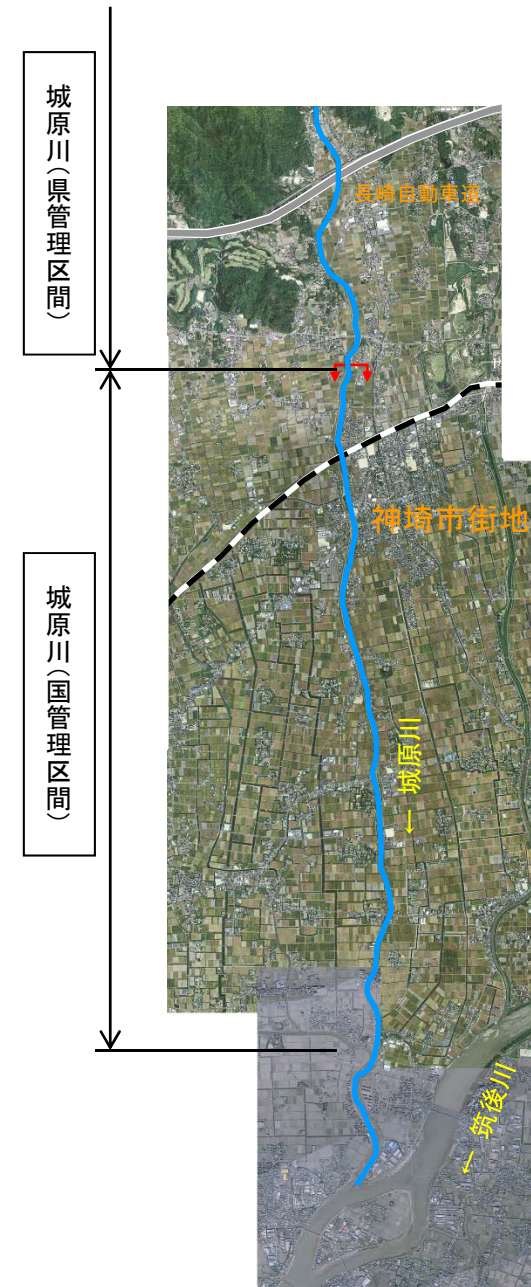 城原川（県管理区間）
長崎自動車道
神埼市街地
城原川（国管理区間）
← 城原川
← 筑後川